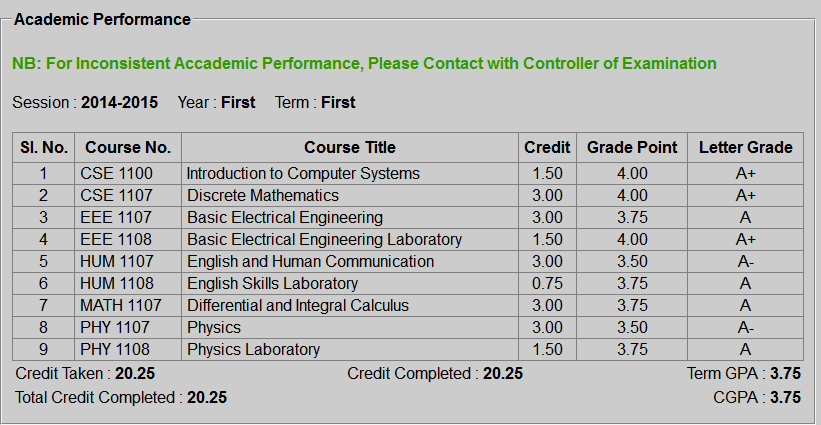 Academic Performance
NB: For Inconsistent Accademic Performance, Please Contact with Controller of Examination
Session : 2014-2015 Year : First Term : First
Sl. No. Course No. Course Title Credit Grade Point Letter Grade
1 CSE 1100 Introduction to Computer Systems 1.50 4.00 A+
2 CSE 1107 Discrete Mathematics 3.00 4.00 A+
3 EEE 1107 Basic Electrical Engineering 3.00 3.75 A
4 EEE 1108 Basic Electrical Engineering Laboratory 1.50 4.00 A+
5 HUM 1107 English and Human Communication 3.00 3.50 A-
6 HUM 1108 English Skills Laboratory 0.75 3.75 A
7 MATH 1107 Differential and Integral Calculus 3.00 3.75 A
8 PHY 1107 Physics 3.00 3.50 A-
9 PHY 1108 Physics Laboratory 1.50 3.75 A
Credit Taken : 20.25 Credit Completed : 20.25 Term GPA : 3.75
Total Credit Completed : 20.25 CGPA : 3.75